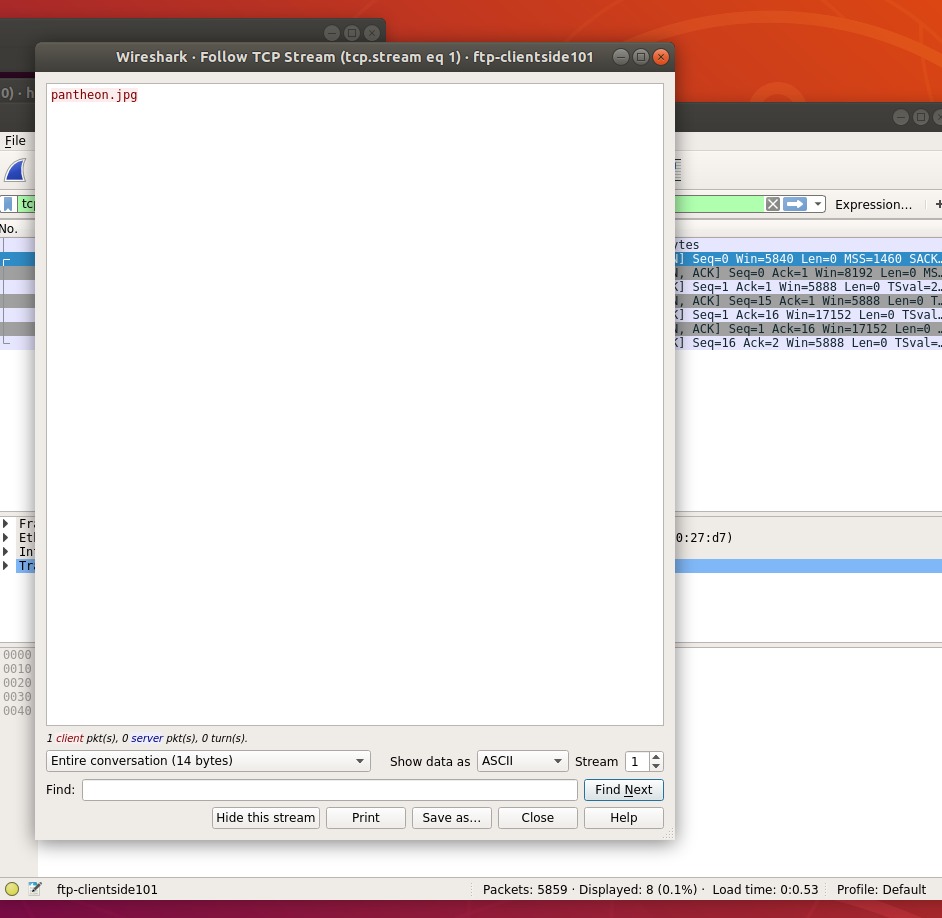 Wireshark · Follow TCP Stream (tcp.stream eq 1) · ftp-clientside101
pantheon.jpg
0) · h
File
tcp
Expression…
+
No.
ytes
] Seq=0 Win=5840 Len=0 MSS=1460 SACK…
, ACK] Seq=0 Ack=1 Win=8192 Len=0 MS…
] Seq=1 Ack=1 Win=5888 Len=0 TSval=2…
, ACK] Seq=15 Ack=1 Win=5888 Len=0 T…
] Seq=1 Ack=16 Win=17152 Len=0 TSval…
, ACK] Seq=1 Ack=16 Win=17152 Len=0 …
] Seq=16 Ack=2 Win=5888 Len=0 TSval=…
Fra
Eth
0:27:d7)
Int
Tra
0000
0010
0020
0030
0040
1 client pkt(s), 0 server pkt(s), 0 turn(s).
Entire conversation (14 bytes)
Show data as
ASCII
Stream
1
Find:
Find Next
Hide this stream
Print
Save as…
Close
Help
ftp-clientside101
Packets: 5859 · Displayed: 8 (0.1%) · Load time: 0:0.53
Profile: Default